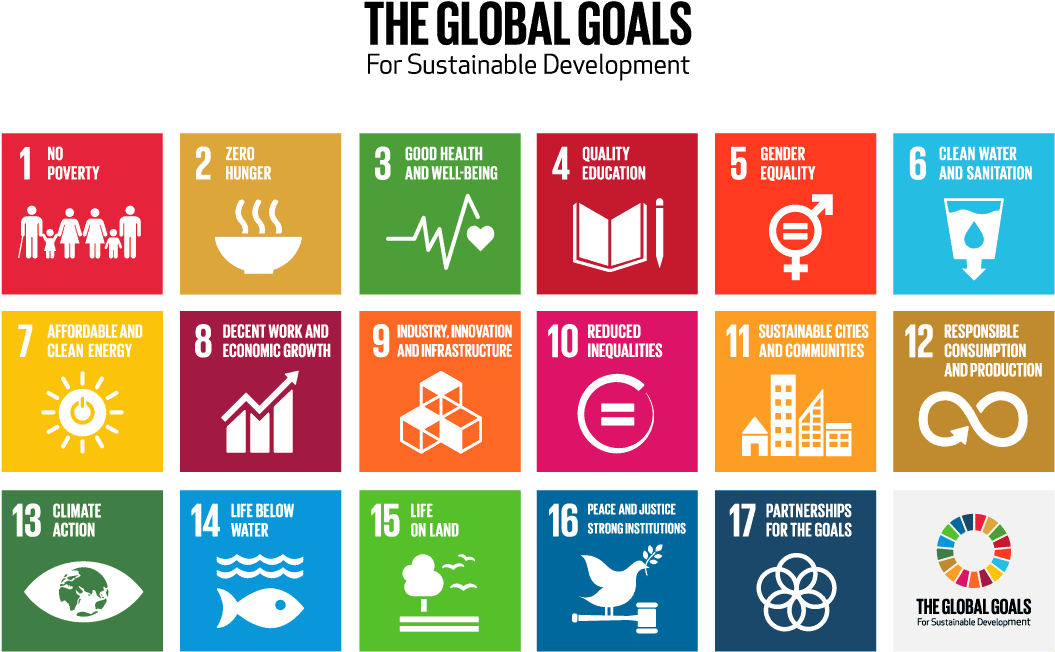 THE GLOBAL GOALS
For Sustainable Development
1 NO
POVERTY
2 ZERO
HUNGER
3 GOOD HEALTH
AND WELL-BEING
4 QUALITY
EDUCATION
5 GENDER
EQUALITY
6 CLEAN WATER
AND SANITATION
7 AFFORDABLE AND
CLEAN ENERGY
8 DECENT WORK AND
ECONOMIC GROWTH
9 INDUSTRY, INNOVATION
AND INFRASTRUCTURE
10 REDUCED
INEQUALITIES
11 SUSTAINABLE CITIES
AND COMMUNITIES
12 RESPONSIBLE
CONSUMPTION
AND PRODUCTION
13 CLIMATE
ACTION
14 LIFE BELOW
WATER
15 LIFE
ON LAND
16 PEACE AND JUSTICE
STRONG INSTITUTIONS
17 PARTNERSHIPS
FOR THE GOALS
THE GLOBAL GOALS
For Sustainable Development